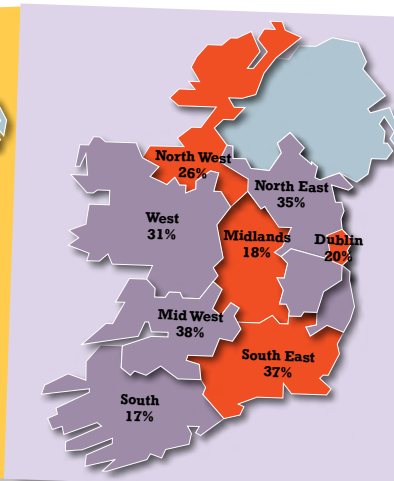 North West
26%
North East
35%
West
31%
Midlands
18%
Dublin
20%
Mid West
38%
South East
37%
South
17%